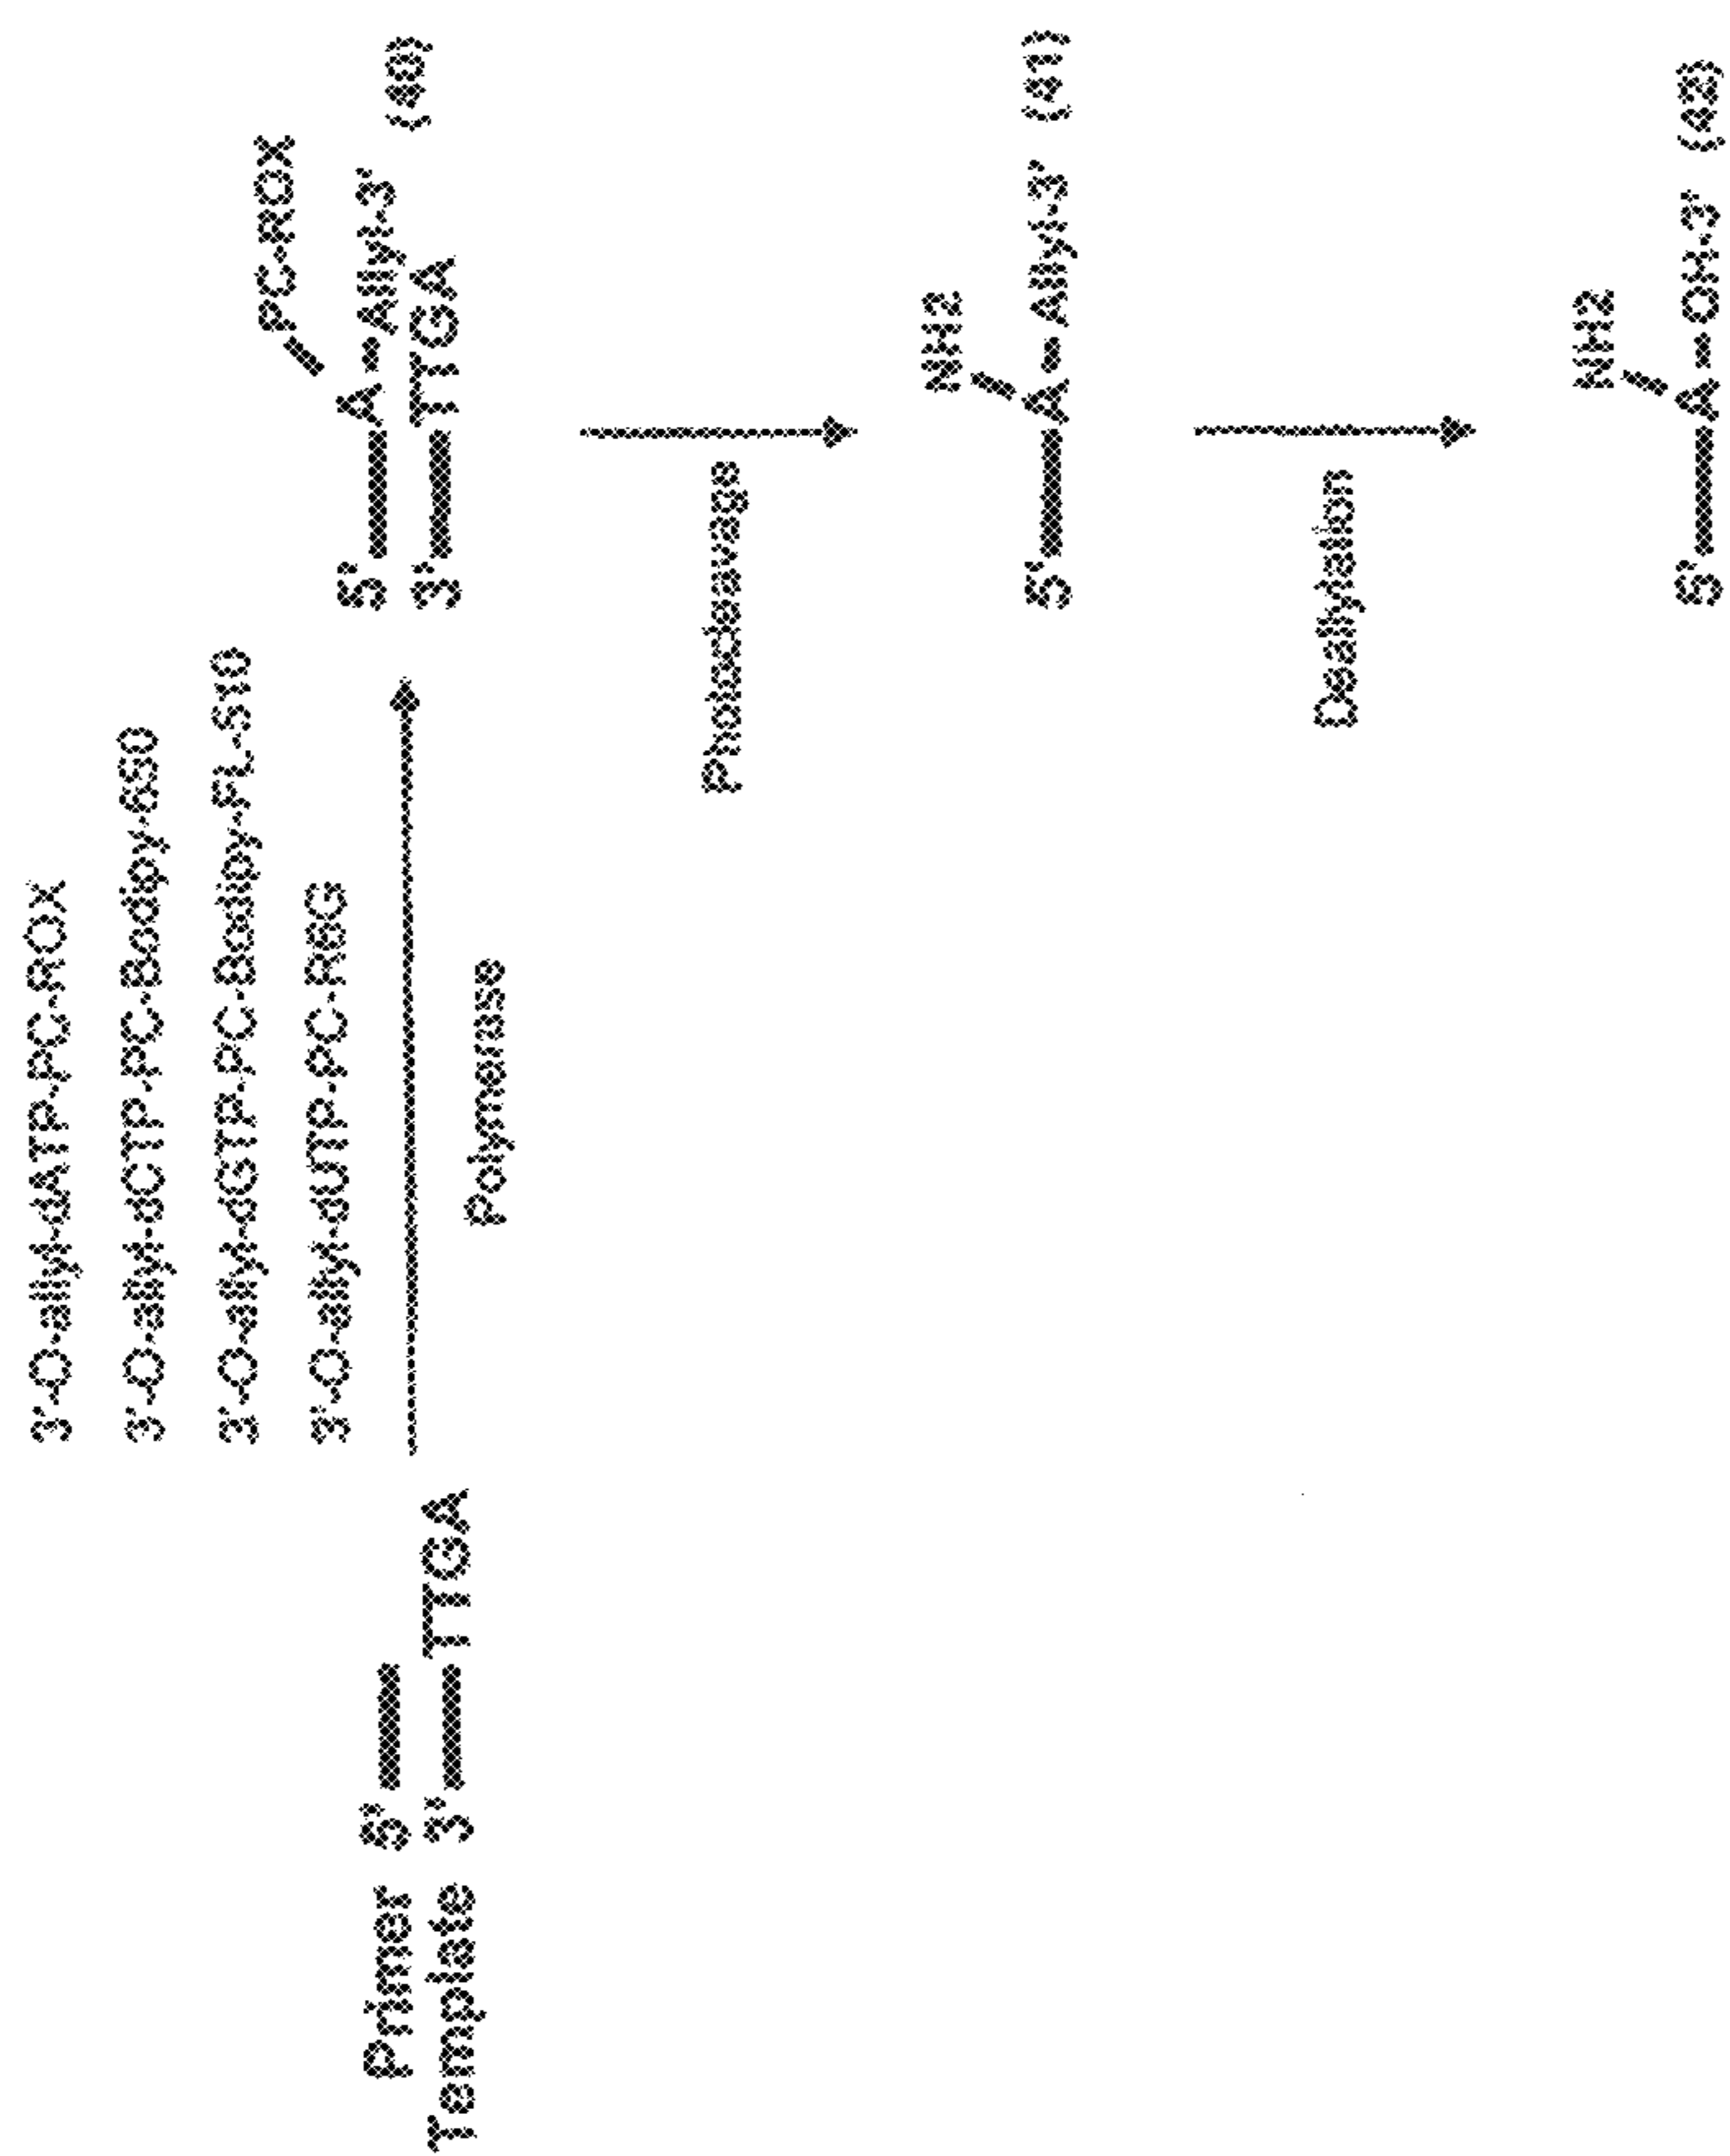 3'-O-allyl-dATP-PC-ROX
3'-O-allyl-dCTP-PC-Bodipy-650
3'-O-allyl-dGTP-PC-Bodipy-FL-510
3'-O-allyl-dUTP-PC-R6G
PC-ROX
Primer 5'
Template 3' TTGA
Polymerase
5' A Allyl-3' (40)
3' TTGA
Photocleavage
NH2
5' A Allyl-3' (41)
Deallylation
NH2
5' A OH-3' (42)